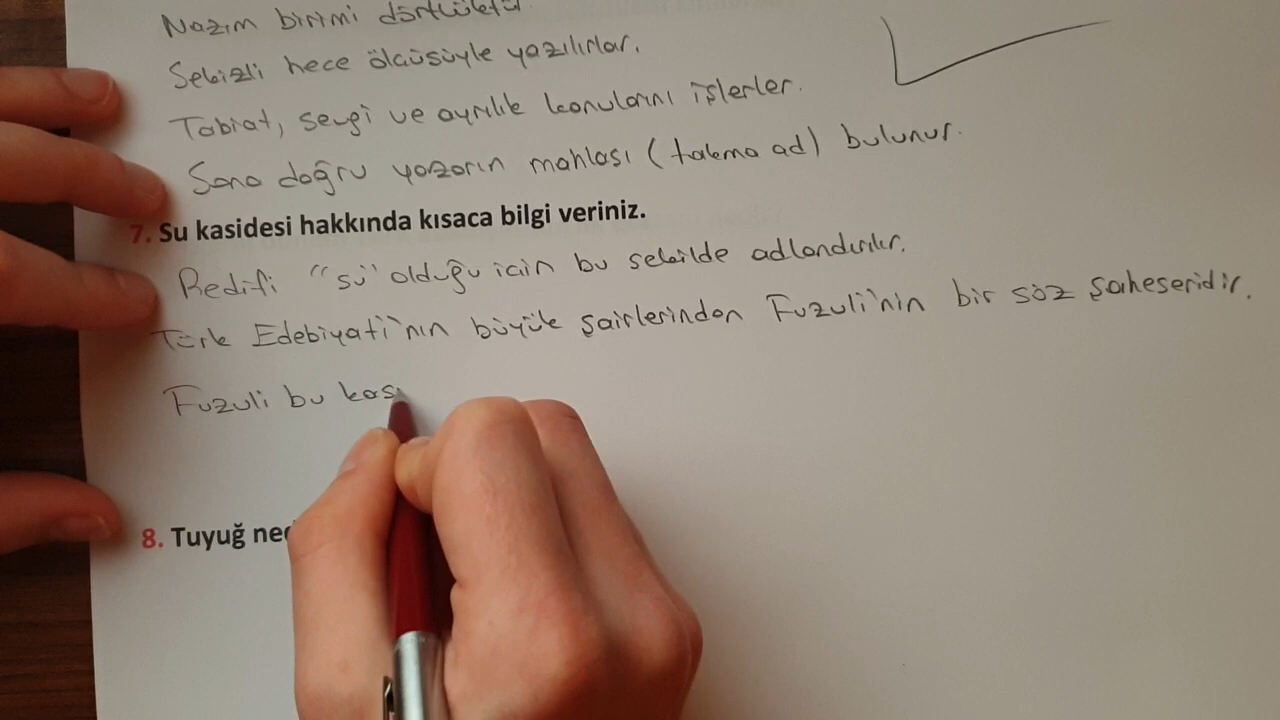 Nazım birimi dörtlüktür.
Sekizli hece ölçüsüyle yazılırlar.
Tabiat, sevgi ve ayrılık konularını işlerler.
Sona doğru yazarın mahlası (takma ad) bulunur.
7. Su kasidesi hakkında kısaca bilgi veriniz.
Redifi "su" olduğu için bu şekilde adlandırılır.
Türk Edebiyatı'nın büyük şairlerinden Fuzuli'nin bir söz şaheseridir.
Fuzuli bu kas
8. Tuyuğ ned